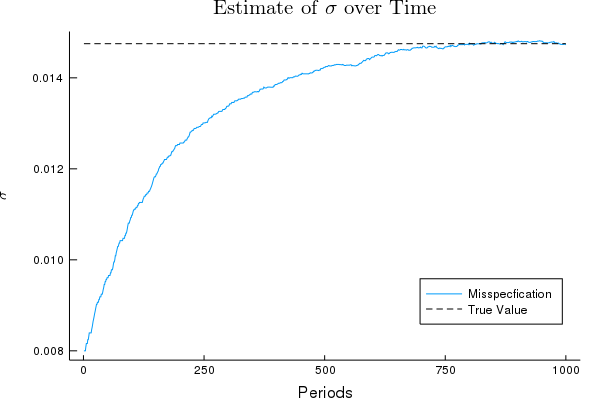 Estimate of σ over Time
0.014
0.012
0.010
0.008
σ
Misspecfication
True Value
0
250
500
750
1000
Periods